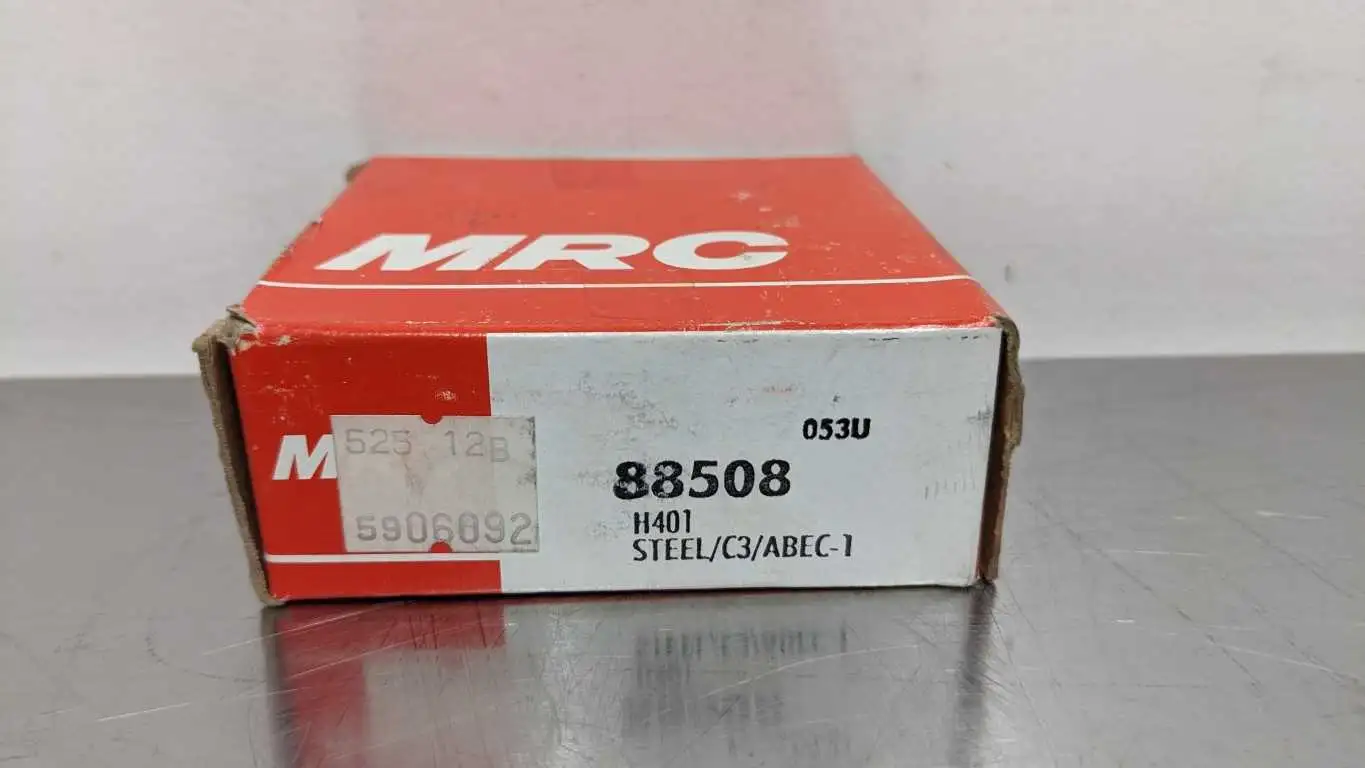 MRC
M
525 12B
5906892
053U
88508
H401
STEEL/C3/ABEC-1